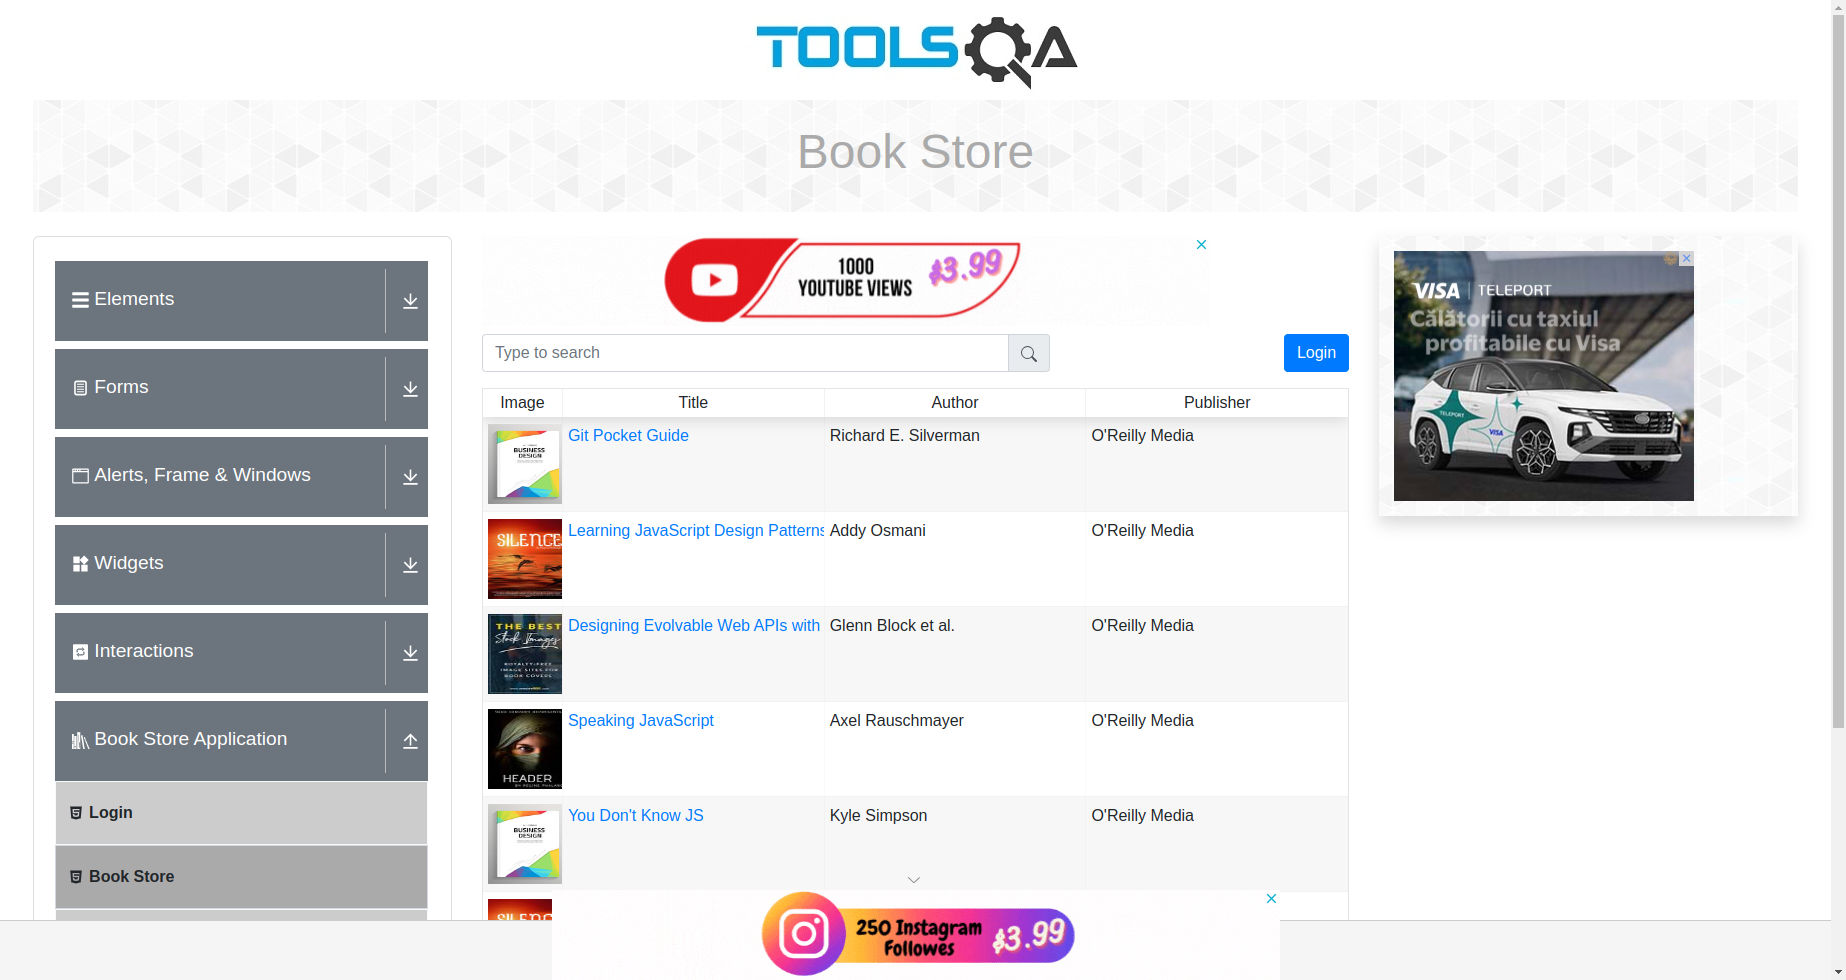 TOOLSQA
Book Store
Elements
Forms
Alerts, Frame & Windows
Widgets
Interactions
Book Store Application
Login
Book Store
1000
YOUTUBE VIEWS
$3.99
Type to search
Login
Image Title Author Publisher
BUSINESS
DESIGN
Git Pocket Guide Richard E. Silverman O'Reilly Media
SILENCE
Learning JavaScript Design Patterns Addy Osmani O'Reilly Media
THE BEST
Stock Images
ROYALTY-FREE
IMAGE SITES FOR
BOOK COVERS
Designing Evolvable Web APIs with Glenn Block et al. O'Reilly Media
HEADER
Speaking JavaScript Axel Rauschmayer O'Reilly Media
BUSINESS
DESIGN
You Don't Know JS Kyle Simpson O'Reilly Media
250 Instagram
Followes
$3.99
VISA TELEPORT
Călătorii cu taxiul
profitabile cu Visa
TELEPORT
VISA